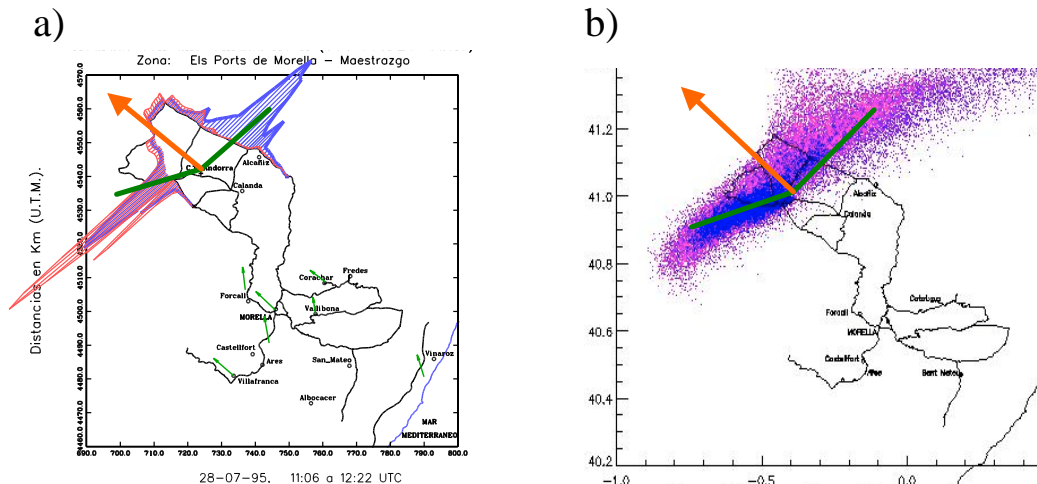 a)
Zona: Els Ports de Morella – Maestrazgo
Distancias en Km (U.T.M.)
4570.0
4560.0
4550.0
4540.0
4530.0
4520.0
4510.0
4500.0
4490.0
4480.0
4470.0
4460.0
690.0 700.0 710.0 720.0 730.0 740.0 750.0 760.0 770.0 780.0 790.0 800.0
Andorra
Alcañiz
Calanda
Corachar
Fredes
Forcall
Vallibona
MORELLA
Castellfort
Ares
San_Mateo
Vinaroz
Villafranca
Albocacer
MAR
MEDITERRANEO
28-07-95, 11:06 a 12:22 UTC
b)
41.2
41.0
40.8
40.6
40.4
40.2
-1.0 -0.5 0.0
Alcañiz
Calanda
Forcall
MORELLA
Castellfort
Ares
Sant Mateu